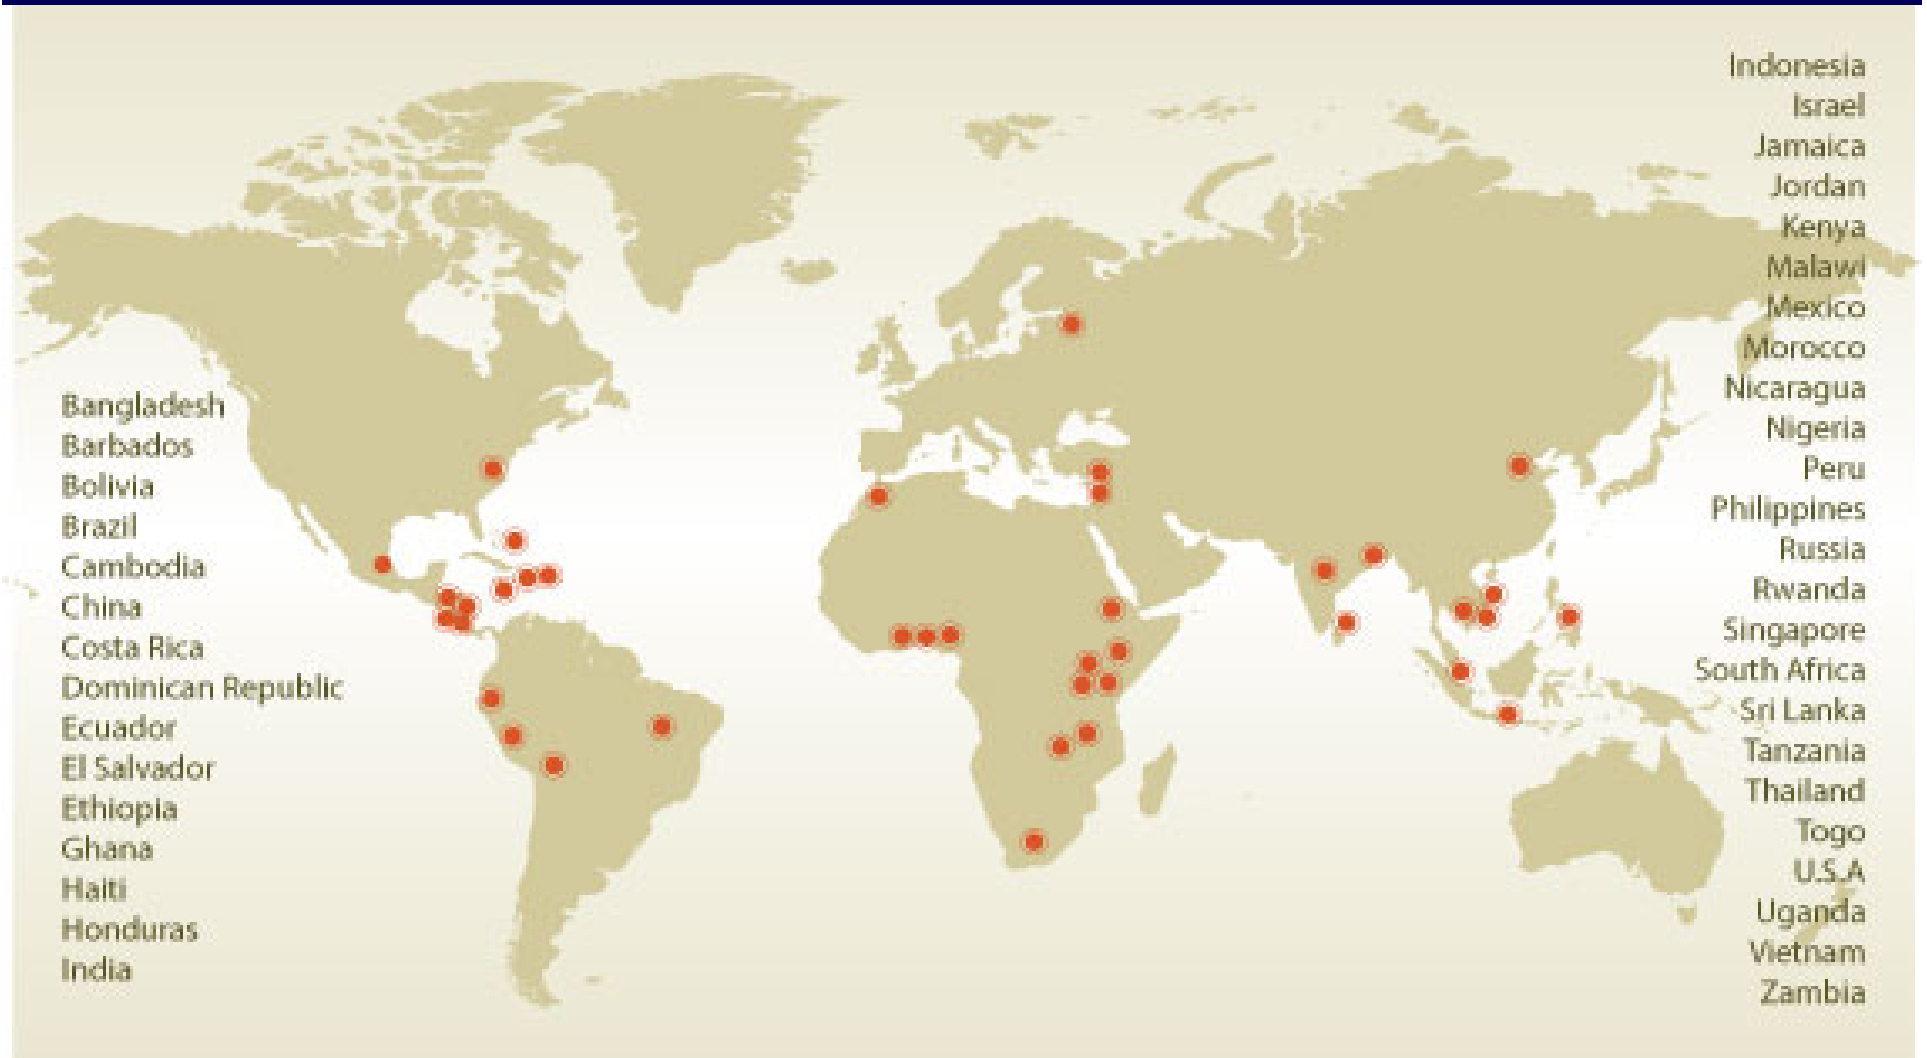 Bangladesh
Barbados
Bolivia
Brazil
Cambodia
China
Costa Rica
Dominican Republic
Ecuador
El Salvador
Ethiopia
Ghana
Haiti
Honduras
India
Indonesia
Israel
Jamaica
Jordan
Kenya
Malawi
Mexico
Morocco
Nicaragua
Nigeria
Peru
Philippines
Russia
Rwanda
Singapore
South Africa
Sri Lanka
Tanzania
Thailand
Togo
U.S.A
Uganda
Vietnam
Zambia